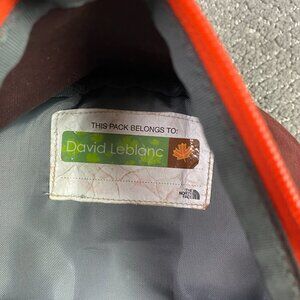 THIS PACK BELONGS TO:
David Leblanc
THE
NORTH
FACE